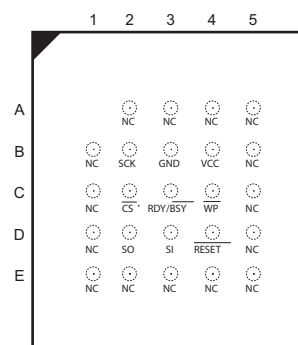 1 2 3 4 5
A
NC NC NC NC
B
NC SCK GND VCC NC
C
NC CS RDY/BSY WP NC
D
NC SO SI RESET NC
E
NC NC NC NC NC